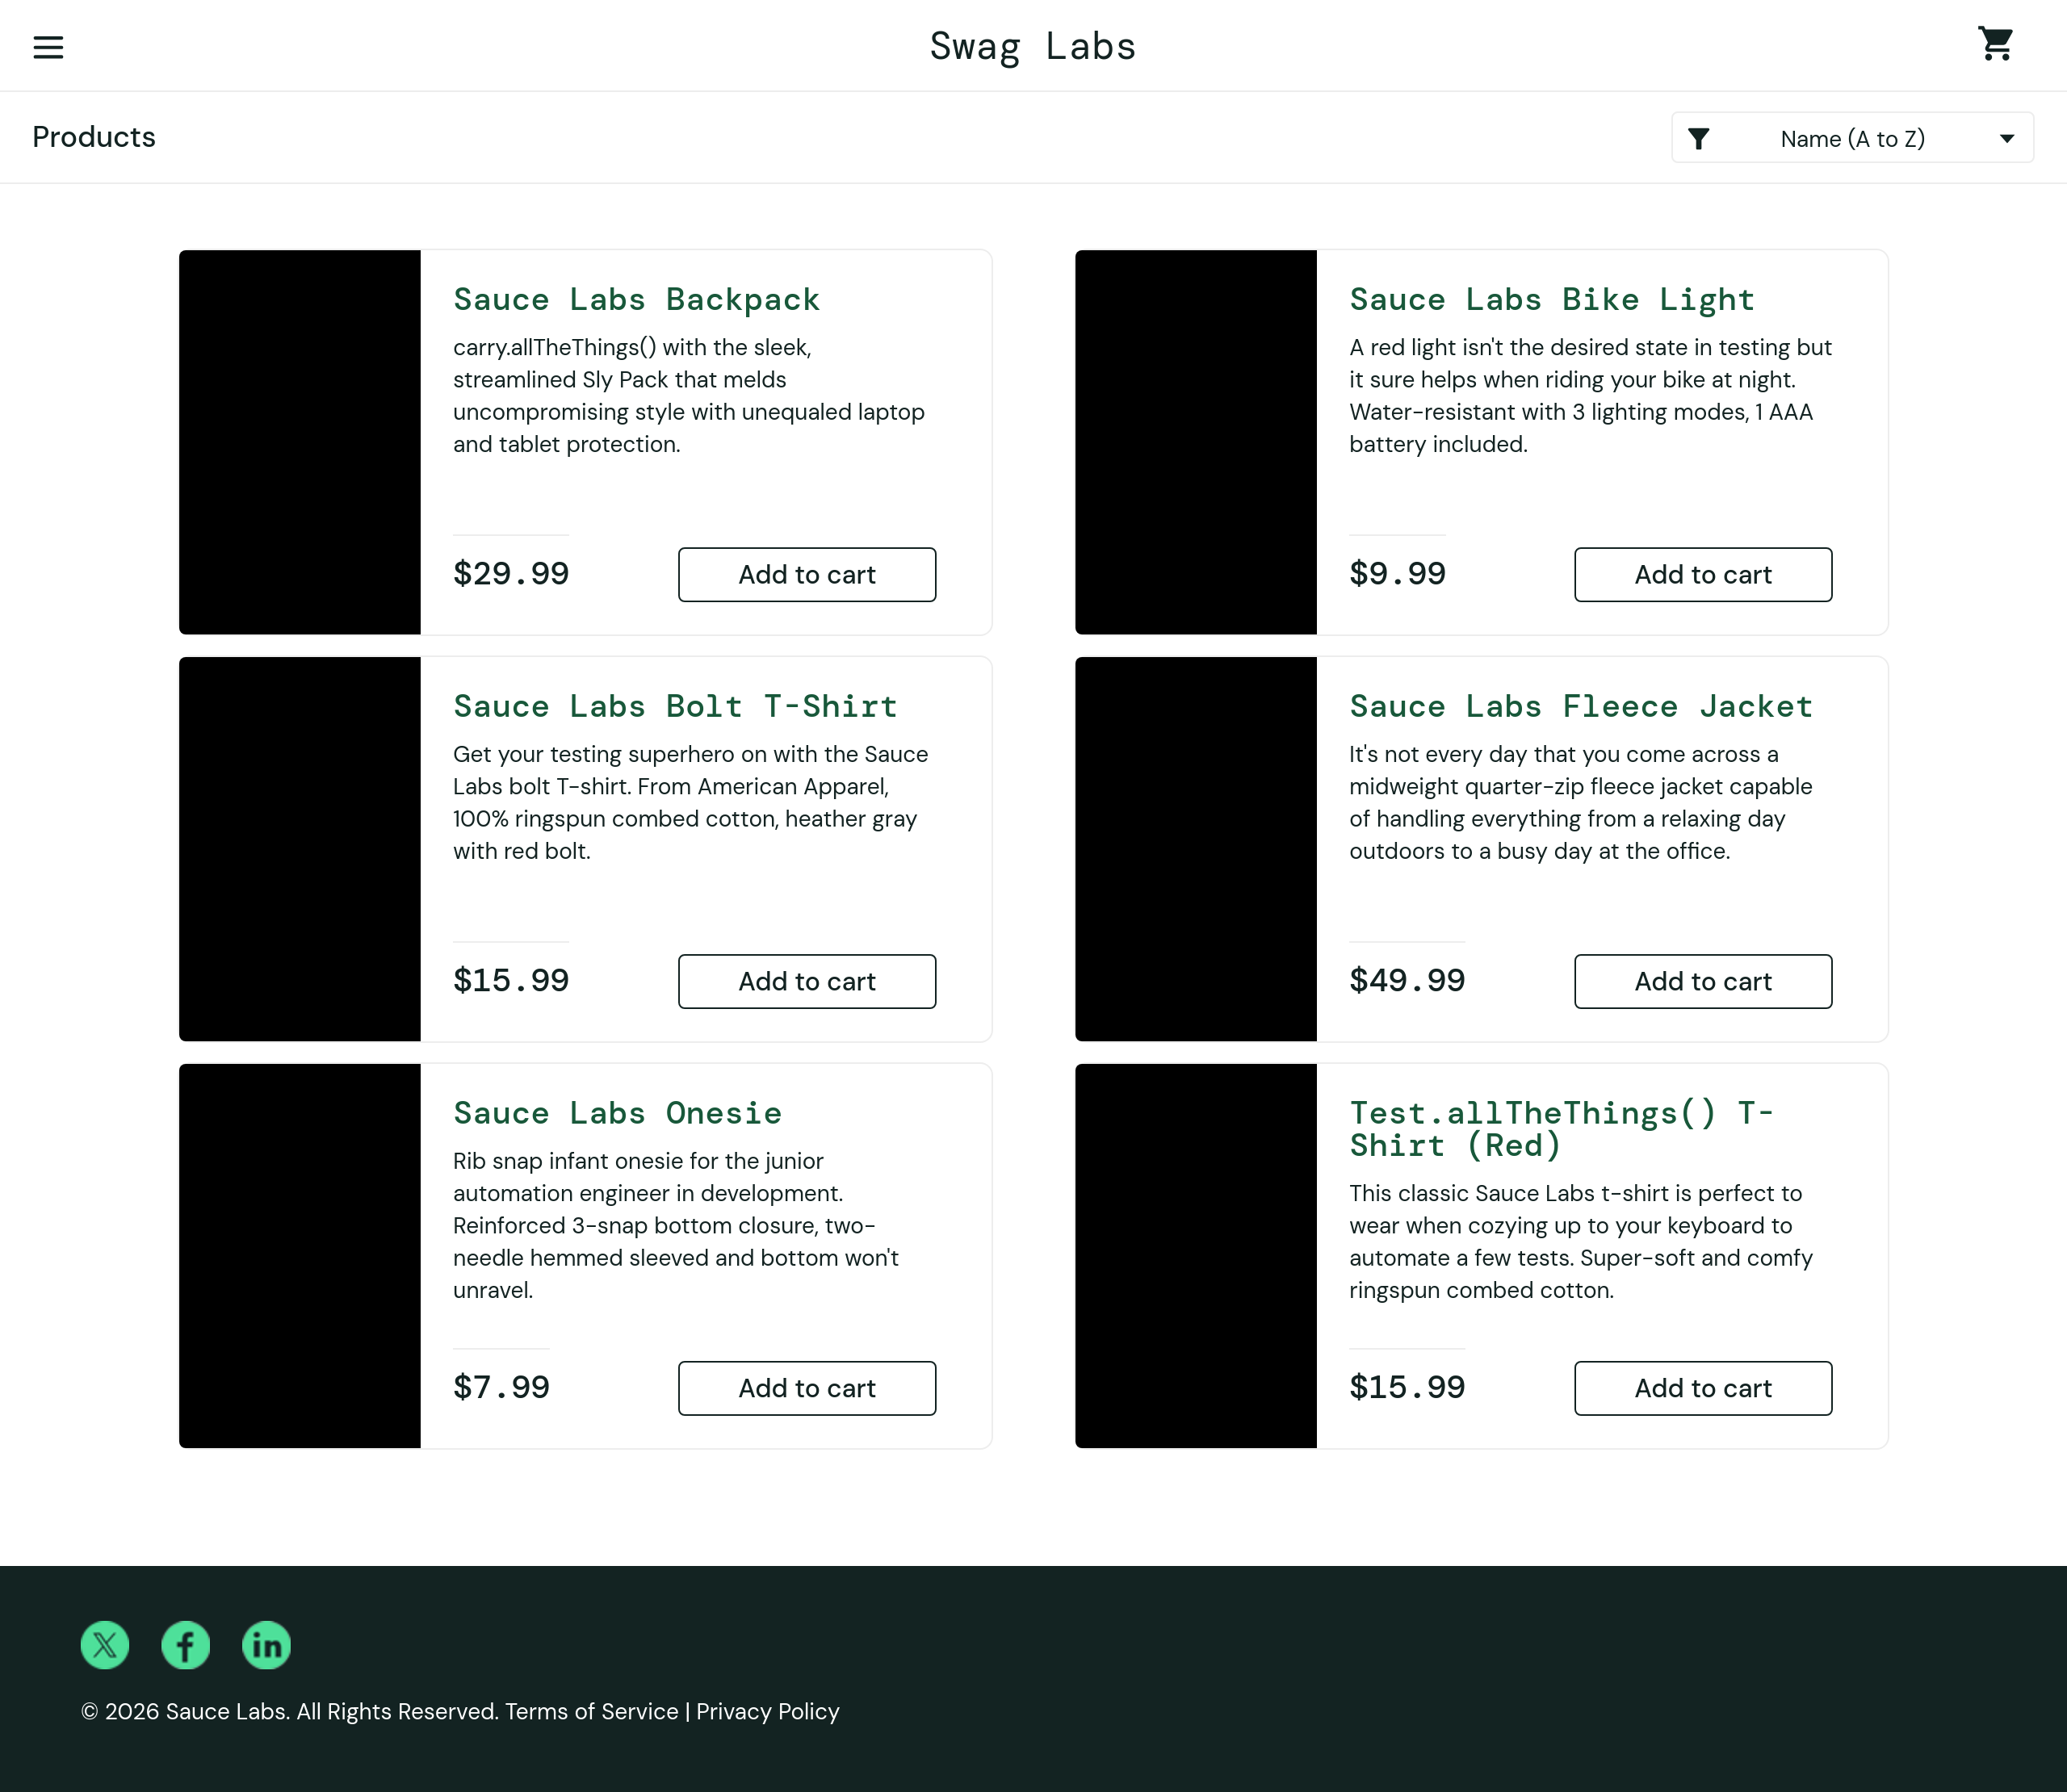 Swag Labs
Products
Name (A to Z)
Sauce Labs Backpack
carry.allTheThings() with the sleek,
streamlined Sly Pack that melds
uncompromising style with unequaled laptop
and tablet protection.
$29.99
Add to cart
Sauce Labs Bike Light
A red light isn't the desired state in testing but
it sure helps when riding your bike at night.
Water-resistant with 3 lighting modes, 1 AAA
battery included.
$9.99
Add to cart
Sauce Labs Bolt T-Shirt
Get your testing superhero on with the Sauce
Labs bolt T-shirt. From American Apparel,
100% ringspun combed cotton, heather gray
with red bolt.
$15.99
Add to cart
Sauce Labs Fleece Jacket
It's not every day that you come across a
midweight quarter-zip fleece jacket capable
of handling everything from a relaxing day
outdoors to a busy day at the office.
$49.99
Add to cart
Sauce Labs Onesie
Rib snap infant onesie for the junior
automation engineer in development.
Reinforced 3-snap bottom closure, two-
needle hemmed sleeved and bottom won't
unravel.
$7.99
Add to cart
Test.allTheThings() T-
Shirt (Red)
This classic Sauce Labs t-shirt is perfect to
wear when cozying up to your keyboard to
automate a few tests. Super-soft and comfy
ringspun combed cotton.
$15.99
Add to cart
© 2026 Sauce Labs. All Rights Reserved. Terms of Service | Privacy Policy